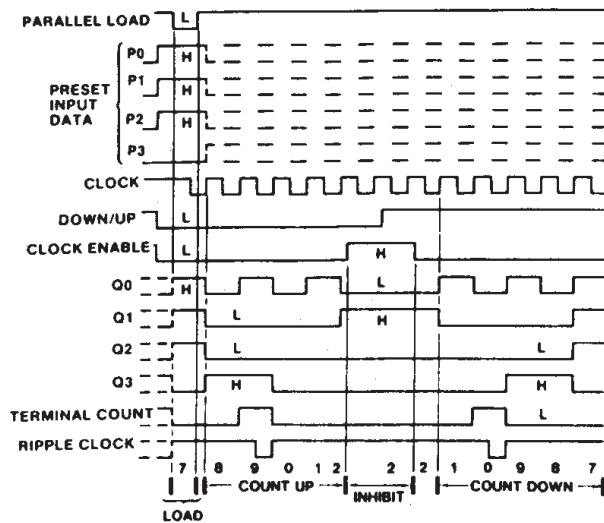 PARALLEL LOAD L
P0 H
P1 H
PRESET INPUT DATA
P2 H
P3
CLOCK
DOWN/UP L
CLOCK ENABLE L H
Q0 H L
Q1 L H
Q2 L L
Q3 H H
TERMINAL COUNT L
RIPPLE CLOCK
7 8 9 0 1 2 2 2 1 0 9 8 7
COUNT UP INHIBIT COUNT DOWN
LOAD